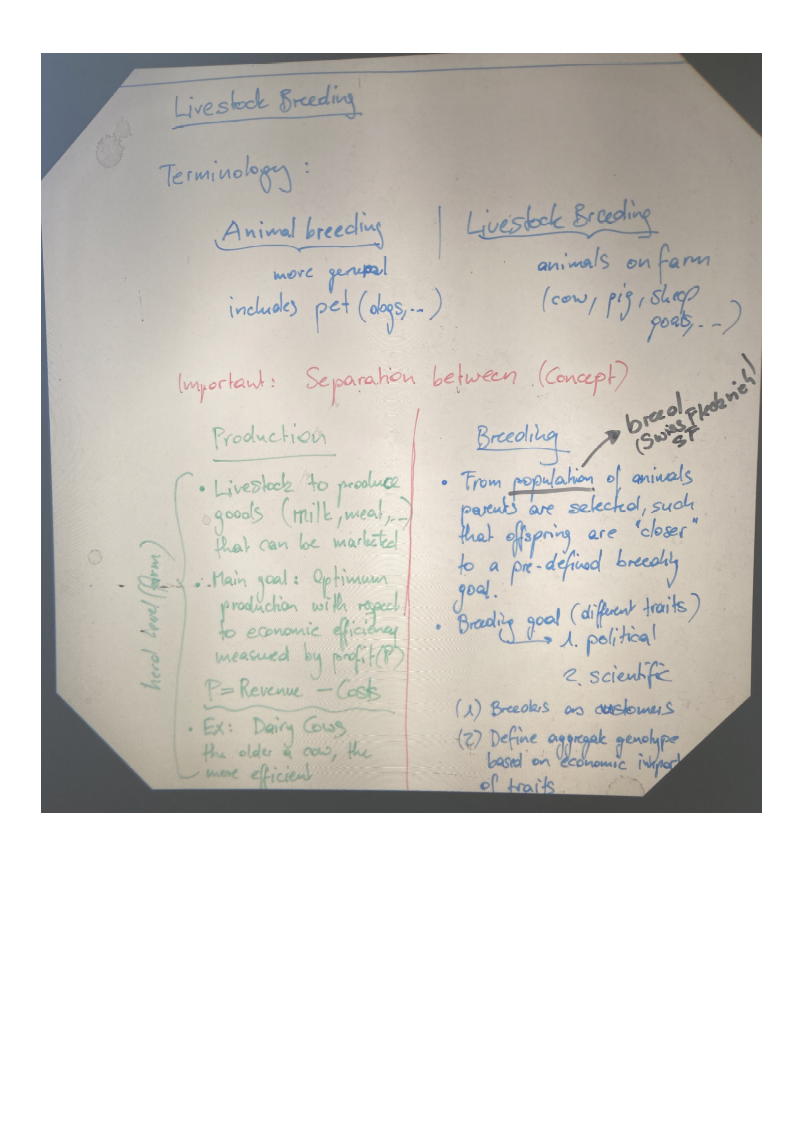 Livestock Breeding
Terminology :
Animal breeding
more general
includes pet (dogs, ...)
Livestock Breeding
animals on farm
(cow, pig, sheep
goats, ...)
Important: Separation between (Concept)
Production
herd level (farm)
• Livestock to produce
goods (milk, meat, ...)
that can be marketed
• Main goal: Optimum
production with respect
to economic efficiency
measured by profit (P)
P = Revenue - Costs
• Ex: Dairy Cows
the older a cow, the
more efficient
Breeding
breed
(Swiss Fleckvieh)
SF
• From population of animals
parents are selected, such
that offspring are "closer"
to a pre-defined breeding
goal.
• Breeding goal (different traits)
1. political
2. scientific
(1) Breeders as customers
(2) Define aggregate genotype
based on economic import
of traits